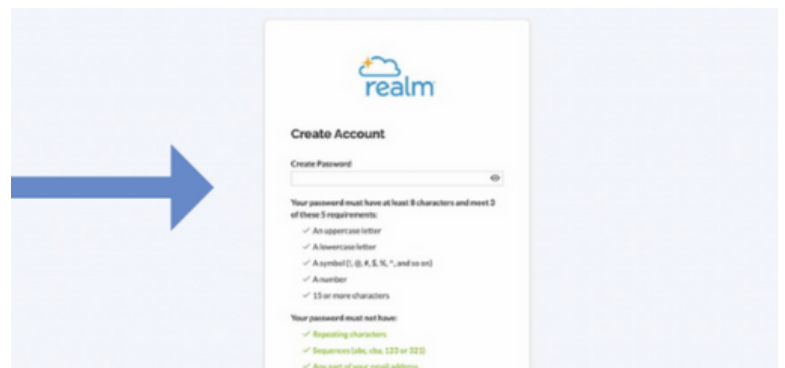 realm
Create Account
Create Password
Your password must have at least 8 characters and meet 3
of these 5 requirements:
An uppercase letter
A lowercase letter
A symbol (!, @, #, $, %, ^, and so on)
A number
15 or more characters
Your password must not have:
Repeating characters
Sequences (abc, cba, 123 or 321)
Any part of your email address